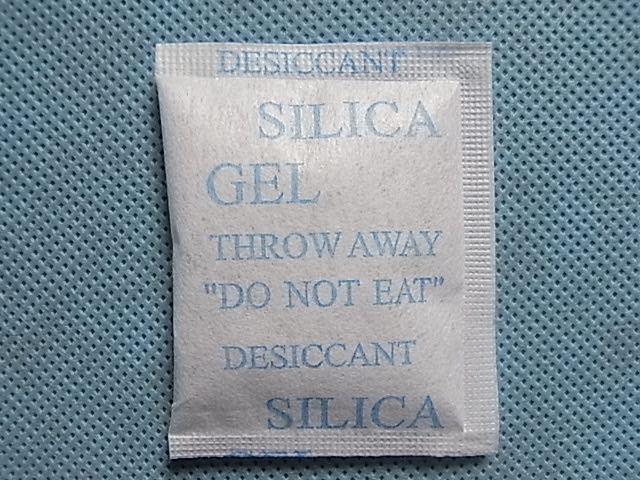 DESICCANT
SILICA
GEL
THROW AWAY
"DO NOT EAT"
DESICCANT
SILICA